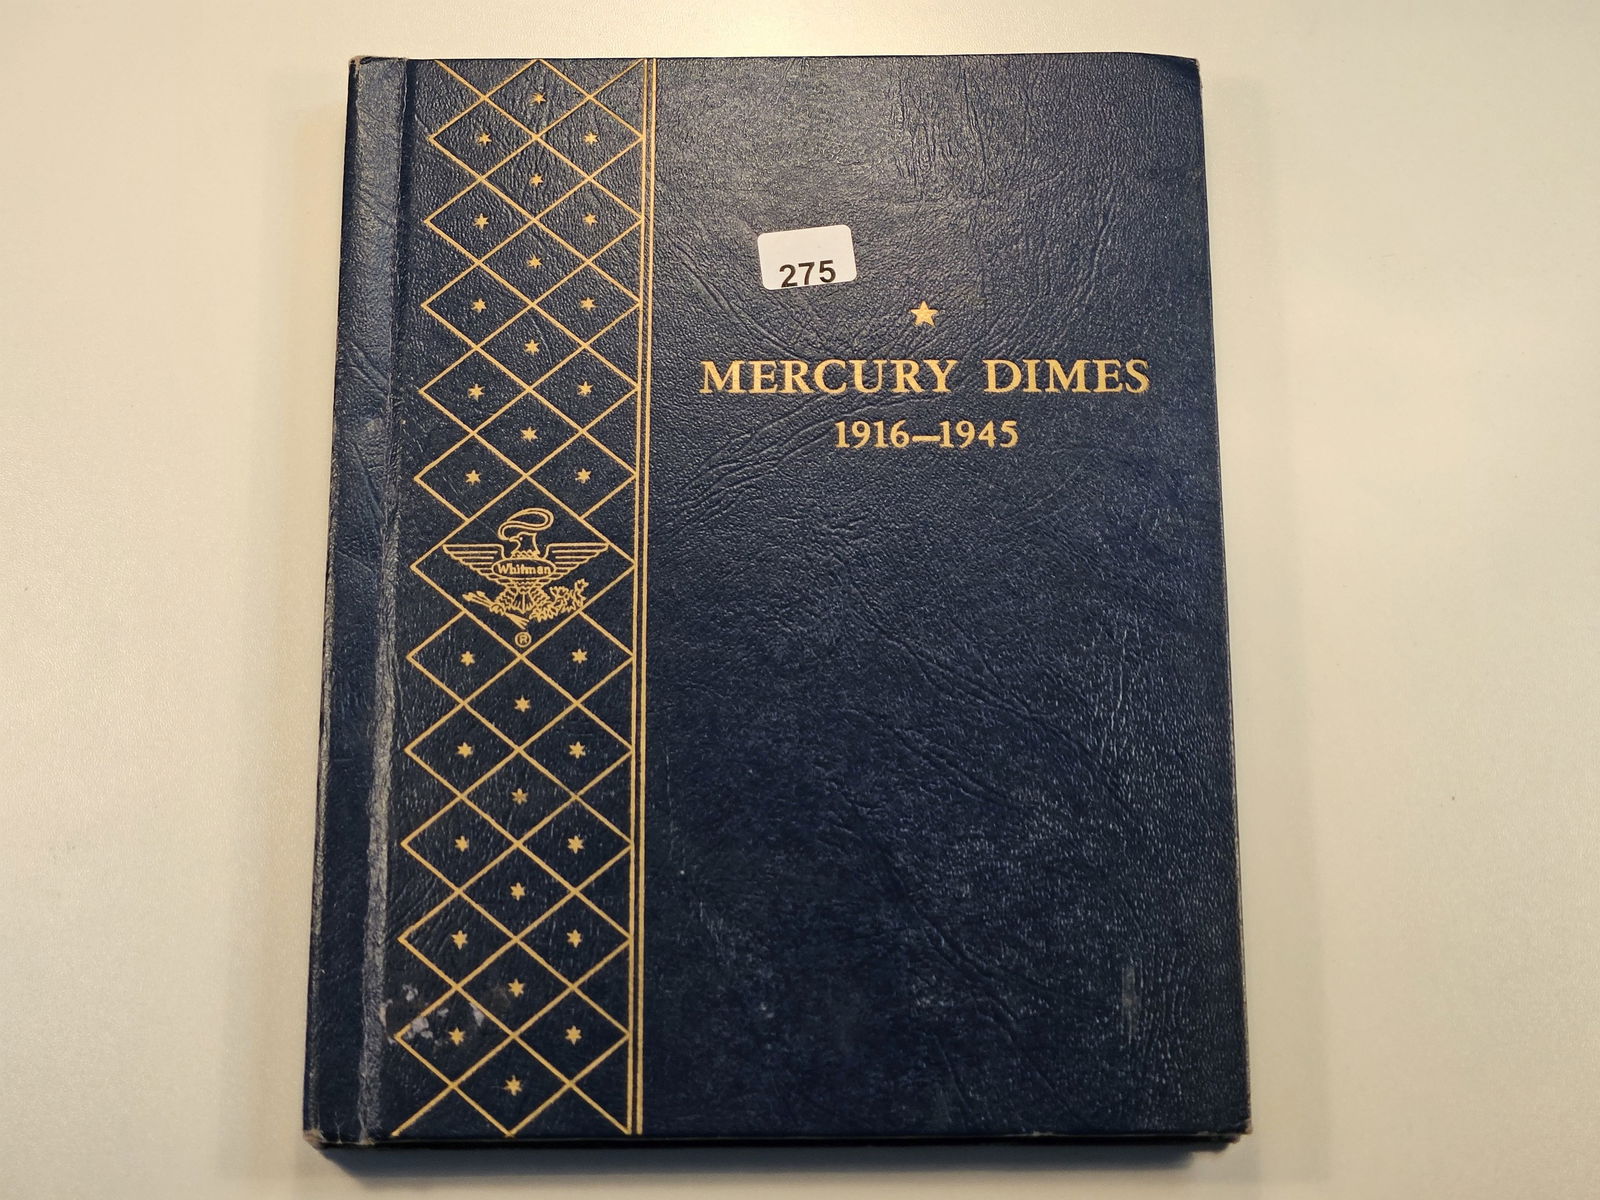 275
MERCURY DIMES
1916–1945
Whitman
®